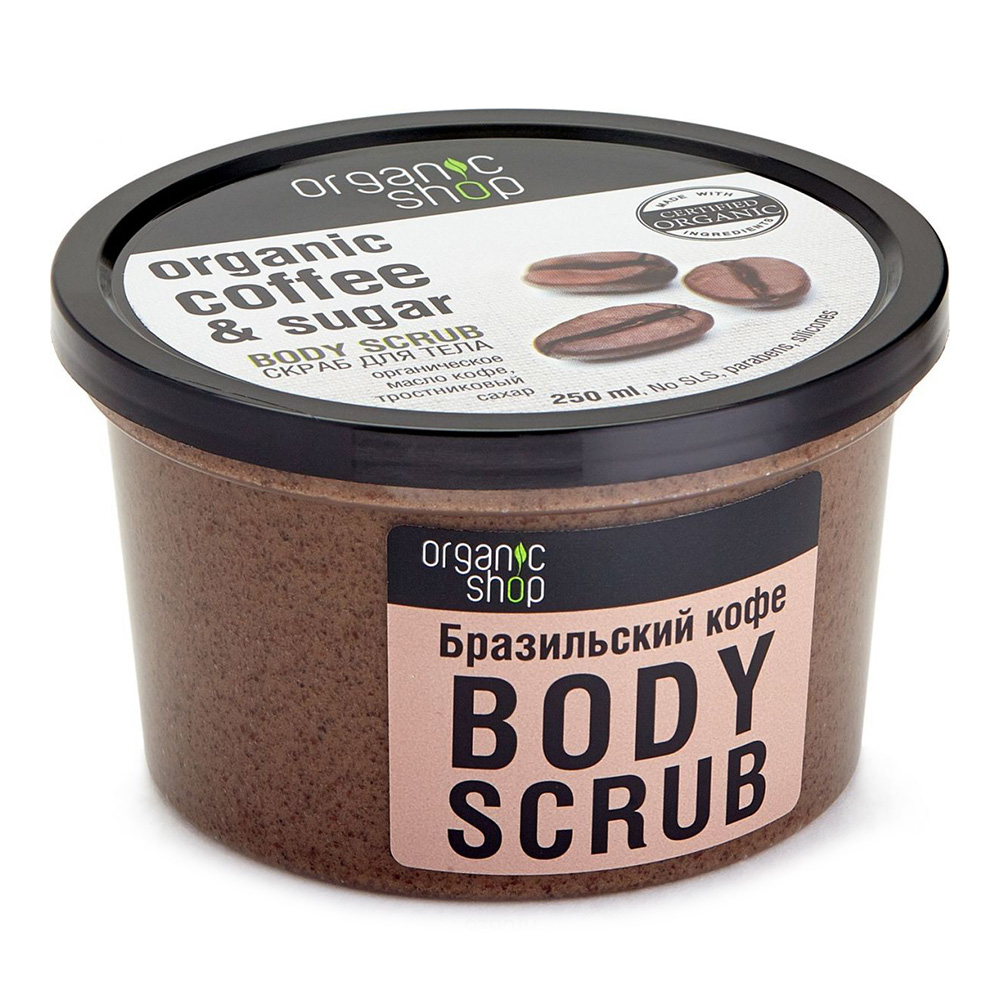 organic
shop
MADE WITH
CERTIFIED
ORGANIC
INGREDIENTS
organic
coffee
& sugar
BODY SCRUB
СКРАБ ДЛЯ ТЕЛА
органическое
масло кофе,
тростниковый
сахар
250 ml. No SLS, parabens, silicones
organic
shop
Бразильский кофе
BODY
SCRUB